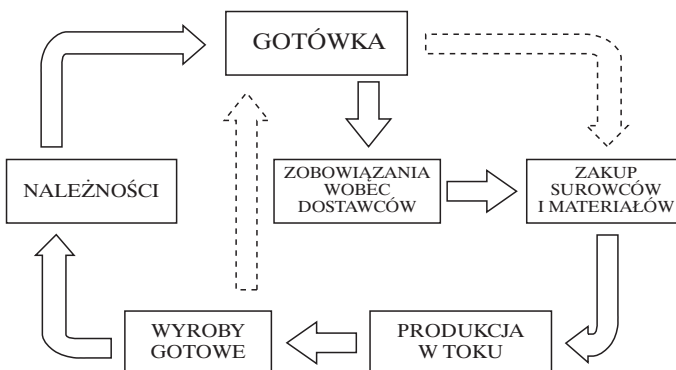 GOTÓWKA
NALEŻNOŚCI
ZOBOWIĄZANIA
WOBEC
DOSTAWCÓW
ZAKUP
SUROWCÓW
I MATERIAŁÓW
WYROBY
GOTOWE
PRODUKCJA
W TOKU